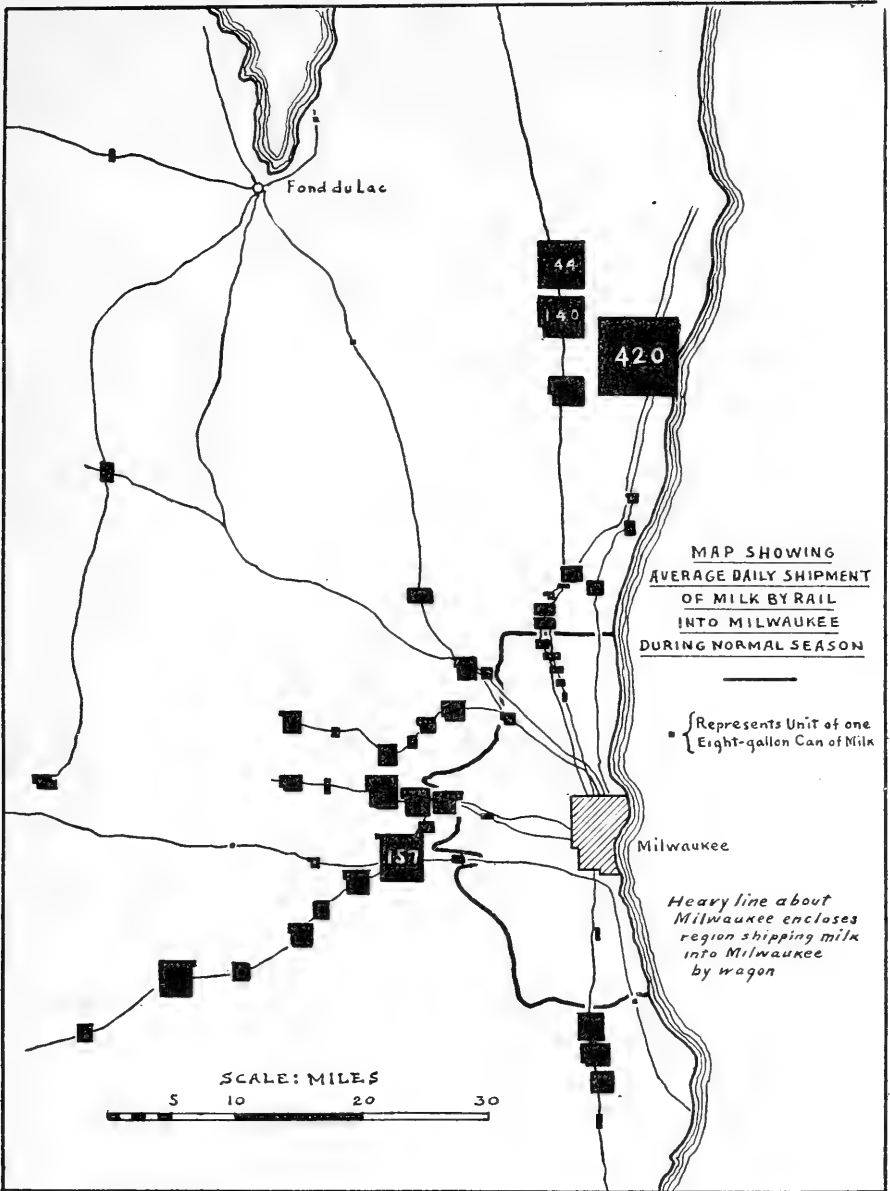 Fond du Lac
44
140
420
MAP SHOWING
AVERAGE DAILY SHIPMENT
OF MILK BY RAIL
INTO MILWAUKEE
DURING NORMAL SEASON
Represents Unit of one
Eight-gallon Can of Milk
Milwaukee
157
Heavy line about
Milwaukee encloses
region shipping milk
into Milwaukee
by wagon
SCALE: MILES
5 10 20 30